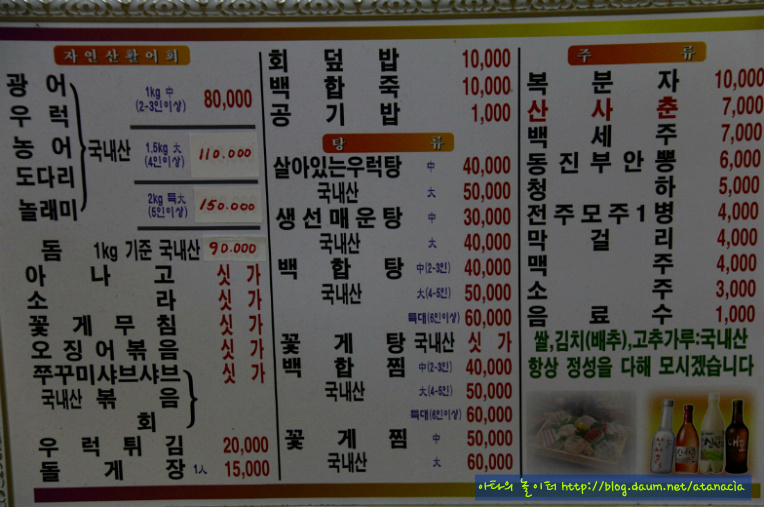 자연산활어회
광 어
우 럭
농 어
도다리
놀래미
국내산
1kg 中
(2-3인이상)
80,000
1.5kg 大
(4인이상)
110.000
2kg 특大
(5인이상)
150.000
돔 1kg 기준 국내산 90.000
아 나 고 싯 가
소 라 싯 가
꽃게무침 싯 가
오징어볶음 싯 가
쭈꾸미샤브샤브 싯 가
국내산 볶 음
회
우럭튀김 20,000
돌게장 1人 15,000
회덮밥 10,000
백합죽 10,000
공기밥 1,000
탕 류
살아있는우럭탕 中 40,000
국내산 大 50,000
생선매운탕 中 30,000
국내산 大 40,000
백합탕 中(2-3인) 40,000
국내산 大(4-5인) 50,000
특대(6인이상) 60,000
꽃게탕 국내산 싯 가
백합찜 中(2-3인) 40,000
국내산 大(4-5인) 50,000
특대(6인이상) 60,000
꽃게찜 中 50,000
국내산 大 60,000
주 류
복분자 10,000
산사춘 7,000
백세주 7,000
동진부안뽕 6,000
청하 5,000
전주모주1병 4,000
막걸리 4,000
맥주 4,000
소주 3,000
음료수 1,000
쌀,김치(배추),고추가루:국내산
항상 정성을 다해 모시겠습니다
아타의 놀이터 http://blog.daum.net/atanacia